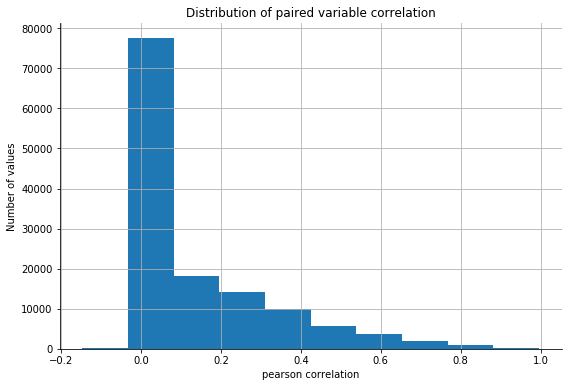 Distribution of paired variable correlation
Number of values
80000
70000
60000
50000
40000
30000
20000
10000
0
−0.2 0.0 0.2 0.4 0.6 0.8 1.0
pearson correlation